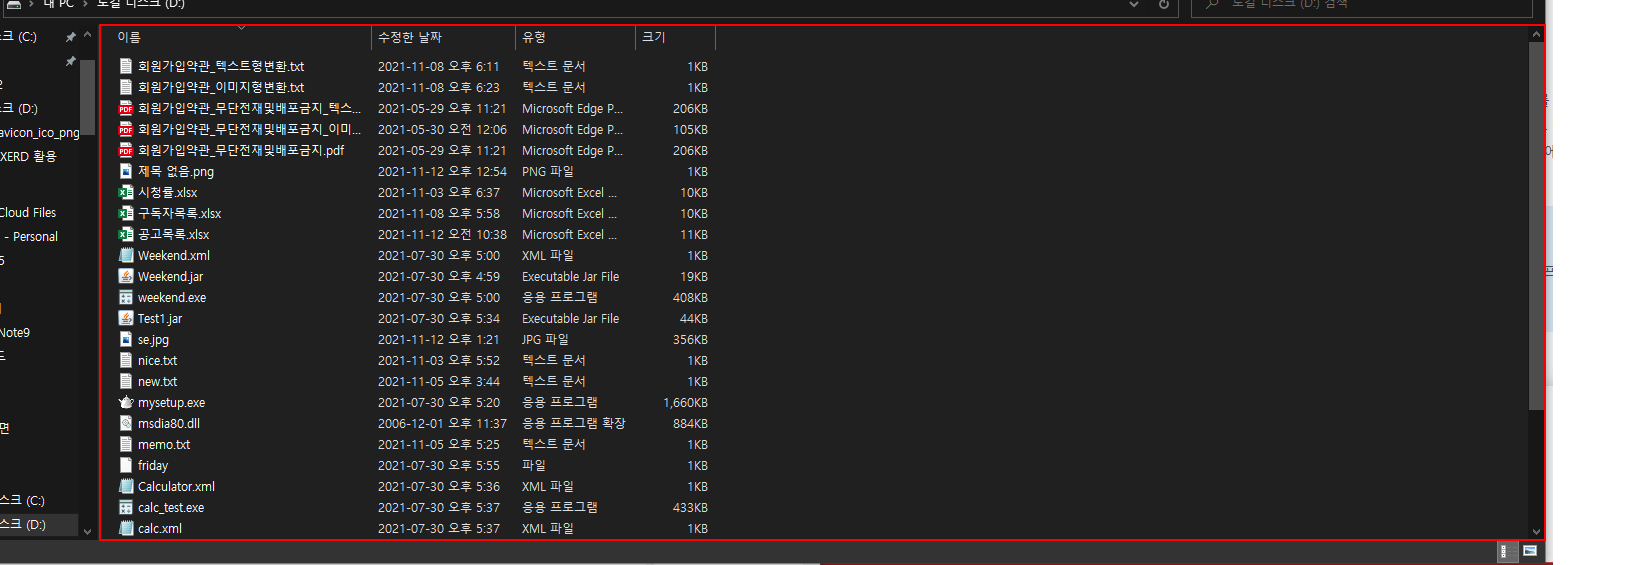 내 PC > 로컬 디스크 (D:)
로컬 디스크 (D:) 검색
스크 (C:)
2
스크 (D:)
avicon_ico_png
XERD 활용
Cloud Files
- Personal
5
Note9
드
면
스크 (C:)
스크 (D:)
이름 수정한 날짜 유형 크기
회원가입약관_텍스트형변환.txt 2021-11-08 오후 6:11 텍스트 문서 1KB
회원가입약관_이미지형변환.txt 2021-11-08 오후 6:23 텍스트 문서 1KB
회원가입약관_무단전재및배포금지_텍스... 2021-05-29 오후 11:21 Microsoft Edge P... 206KB
회원가입약관_무단전재및배포금지_이미... 2021-05-30 오전 12:06 Microsoft Edge P... 105KB
회원가입약관_무단전재및배포금지.pdf 2021-05-29 오후 11:21 Microsoft Edge P... 206KB
제목 없음.png 2021-11-12 오후 12:54 PNG 파일 1KB
시청률.xlsx 2021-11-03 오후 6:37 Microsoft Excel ... 10KB
구독자목록.xlsx 2021-11-08 오후 5:58 Microsoft Excel ... 10KB
공고목록.xlsx 2021-11-12 오전 10:38 Microsoft Excel ... 11KB
Weekend.xml 2021-07-30 오후 5:00 XML 파일 1KB
Weekend.jar 2021-07-30 오후 4:59 Executable Jar File 19KB
weekend.exe 2021-07-30 오후 5:00 응용 프로그램 408KB
Test1.jar 2021-07-30 오후 5:34 Executable Jar File 44KB
se.jpg 2021-11-12 오후 1:21 JPG 파일 356KB
nice.txt 2021-11-03 오후 5:52 텍스트 문서 1KB
new.txt 2021-11-05 오후 3:44 텍스트 문서 1KB
mysetup.exe 2021-07-30 오후 5:20 응용 프로그램 1,660KB
msdia80.dll 2006-12-01 오후 11:37 응용 프로그램 확장 884KB
memo.txt 2021-11-05 오후 5:25 텍스트 문서 1KB
friday 2021-07-30 오후 5:55 파일 1KB
Calculator.xml 2021-07-30 오후 5:36 XML 파일 1KB
calc_test.exe 2021-07-30 오후 5:37 응용 프로그램 433KB
calc.xml 2021-07-30 오후 5:37 XML 파일 1KB